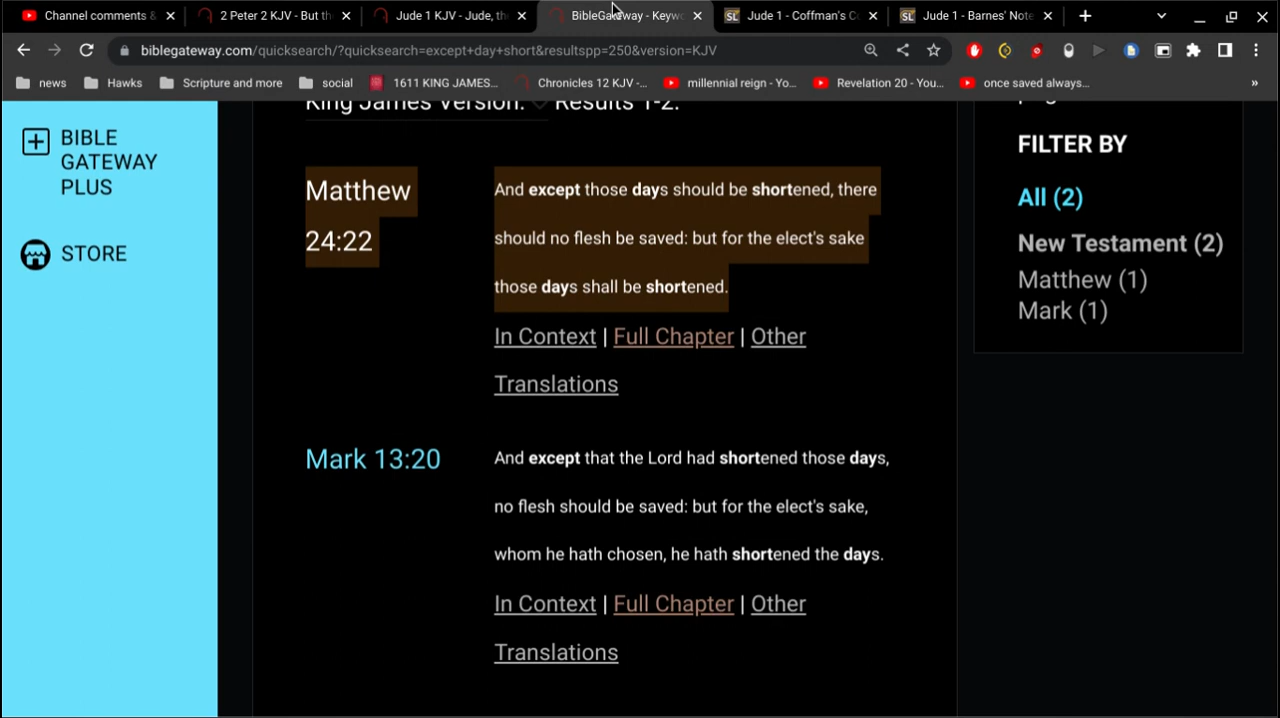 Channel comments &
2 Peter 2 KJV - But th
Jude 1 KJV - Jude, the
BibleGateway - Keywo
SL Jude 1 - Coffman's Co
SL Jude 1 - Barnes' Note
biblegateway.com/quicksearch/?quicksearch=except+day+short&resultspp=250&version=KJV
news
Hawks
Scripture and more
social
1611 KING JAMES...
Chronicles 12 KJV -...
millennial reign - Yo...
Revelation 20 - You...
once saved always...
»
BIBLE
GATEWAY
PLUS
STORE
King James Version. Results 1-2.
Matthew
24:22
And except those days should be shortened, there
should no flesh be saved: but for the elect's sake
those days shall be shortened.
In Context | Full Chapter | Other
Translations
Mark 13:20
And except that the Lord had shortened those days,
no flesh should be saved: but for the elect's sake,
whom he hath chosen, he hath shortened the days.
In Context | Full Chapter | Other
Translations
FILTER BY
All (2)
New Testament (2)
Matthew (1)
Mark (1)